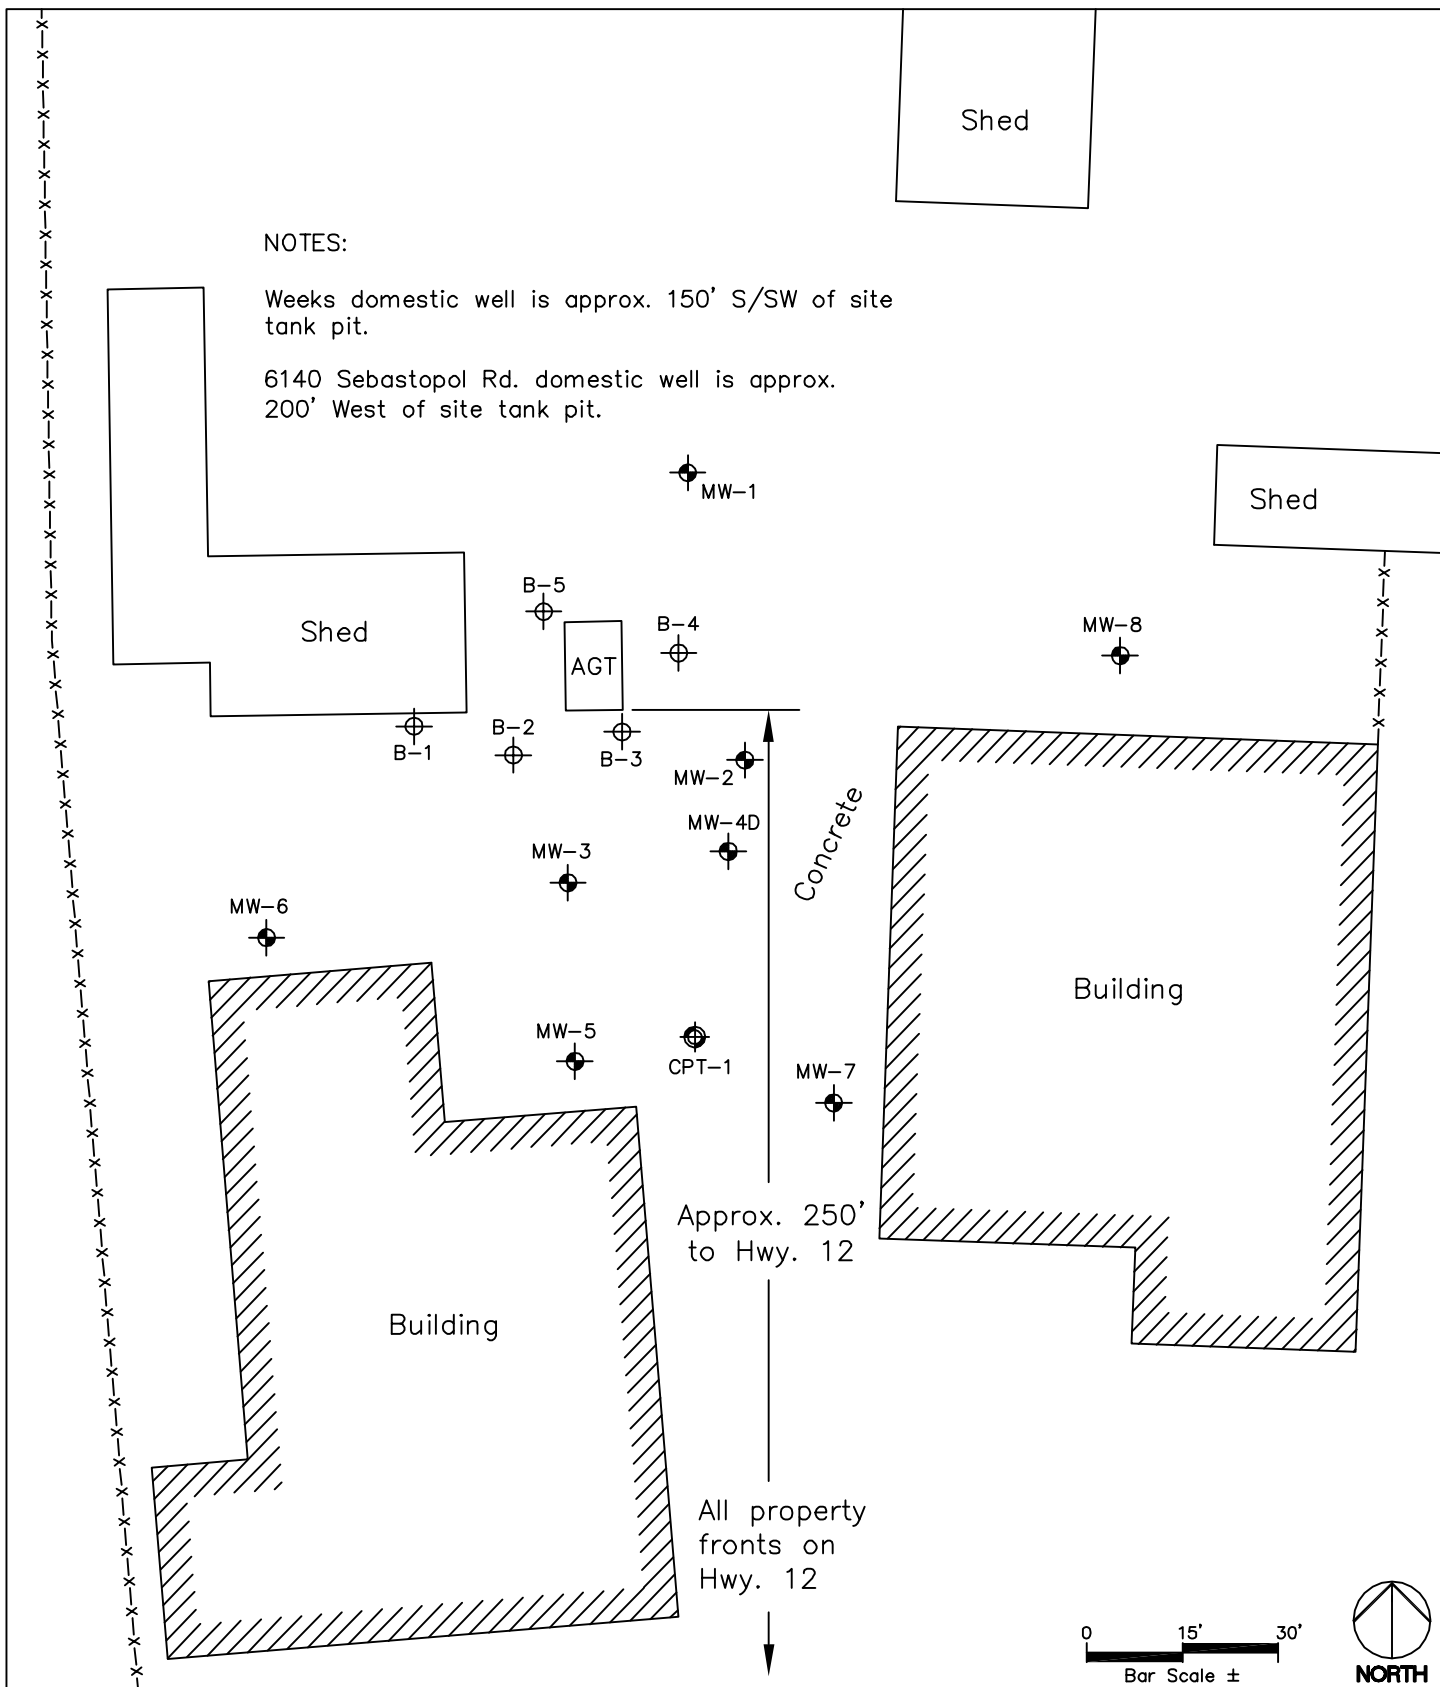 Shed
NOTES:
Weeks domestic well is approx. 150' S/SW of site
tank pit.
6140 Sebastopol Rd. domestic well is approx.
200' West of site tank pit.
MW-1
Shed
B-5
B-4
Shed
AGT
MW-8
B-1
B-2
B-3
MW-2
Concrete
MW-4D
MW-3
MW-6
Building
MW-5
CPT-1
MW-7
Approx. 250'
to Hwy. 12
Building
All property
fronts on
Hwy. 12
0 15' 30'
Bar Scale ±
NORTH